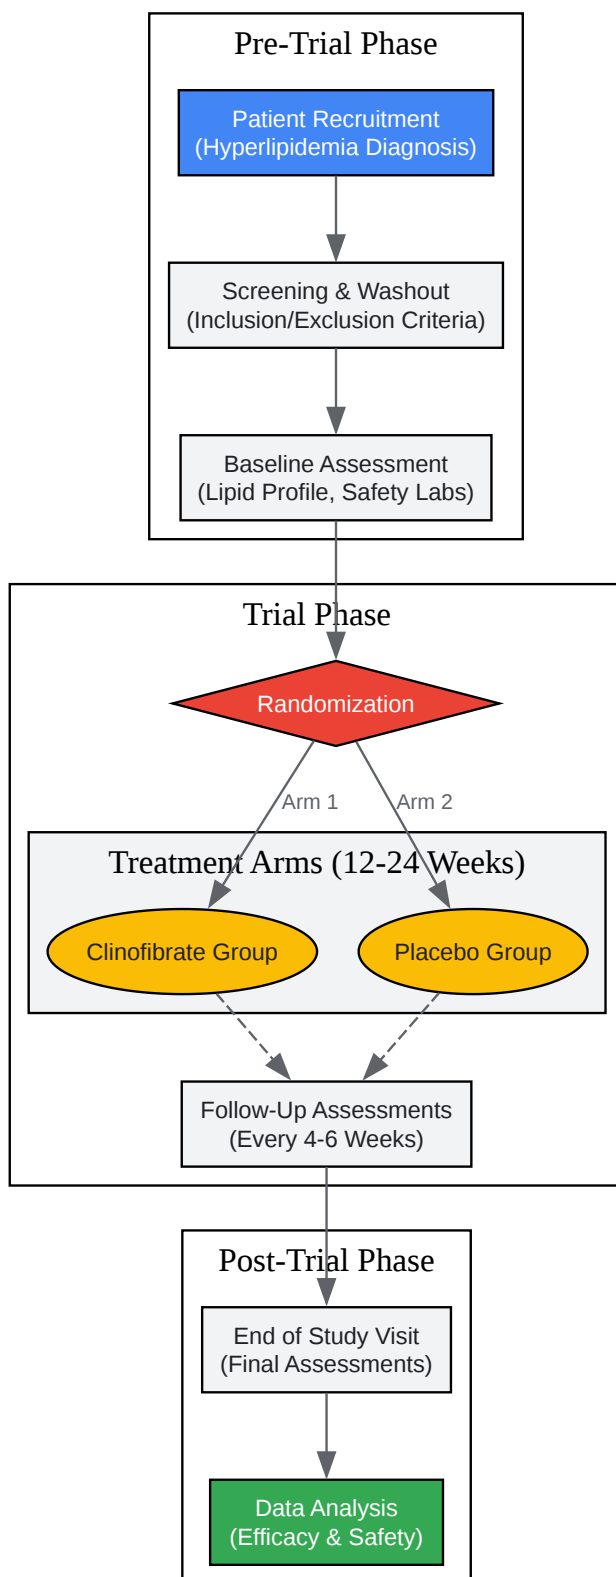 Pre-Trial Phase
Patient Recruitment
(Hyperlipidemia Diagnosis)
Screening & Washout
(Inclusion/Exclusion Criteria)
Baseline Assessment
(Lipid Profile, Safety Labs)
Trial Phase
Randomization
Arm 1
Arm 2
Treatment Arms (12-24 Weeks)
Clinofibrate Group
Placebo Group
Follow-Up Assessments
(Every 4-6 Weeks)
Post-Trial Phase
End of Study Visit
(Final Assessments)
Data Analysis
(Efficacy & Safety)